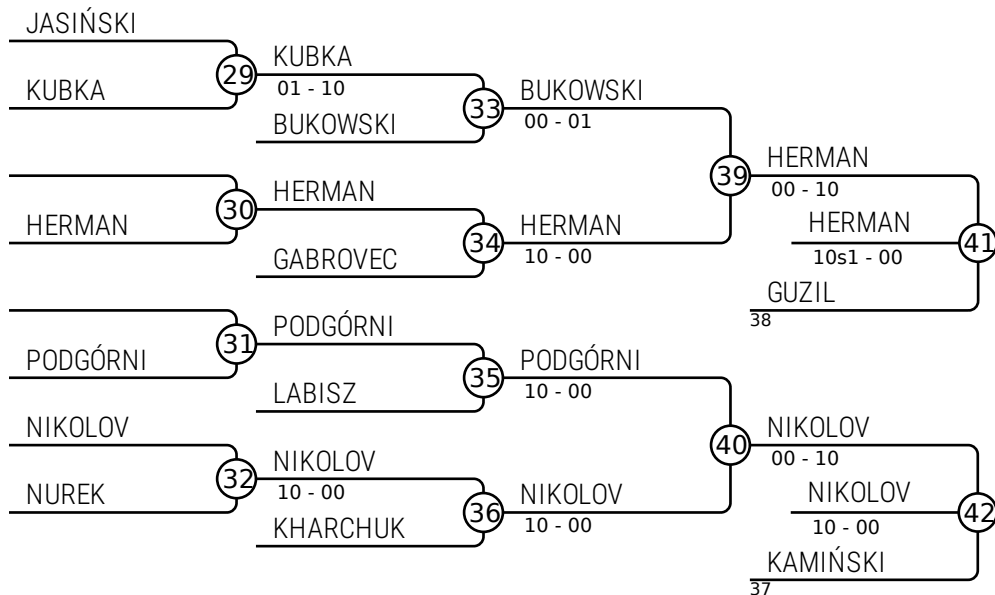 JASIŃSKI
29
KUBKA
KUBKA
01 - 10
33
BUKOWSKI
BUKOWSKI
00 - 01
39
HERMAN
00 - 10
30
HERMAN
HERMAN
34
GABROVEC
HERMAN
10 - 00
HERMAN
10s1 - 00
41
GUZIL
38
31
PODGÓRNI
PODGÓRNI
35
LABISZ
PODGÓRNI
10 - 00
40
NIKOLOV
00 - 10
NIKOLOV
32
NUREK
NIKOLOV
10 - 00
36
KHARCHUK
NIKOLOV
10 - 00
NIKOLOV
10 - 00
42
KAMIŃSKI
37